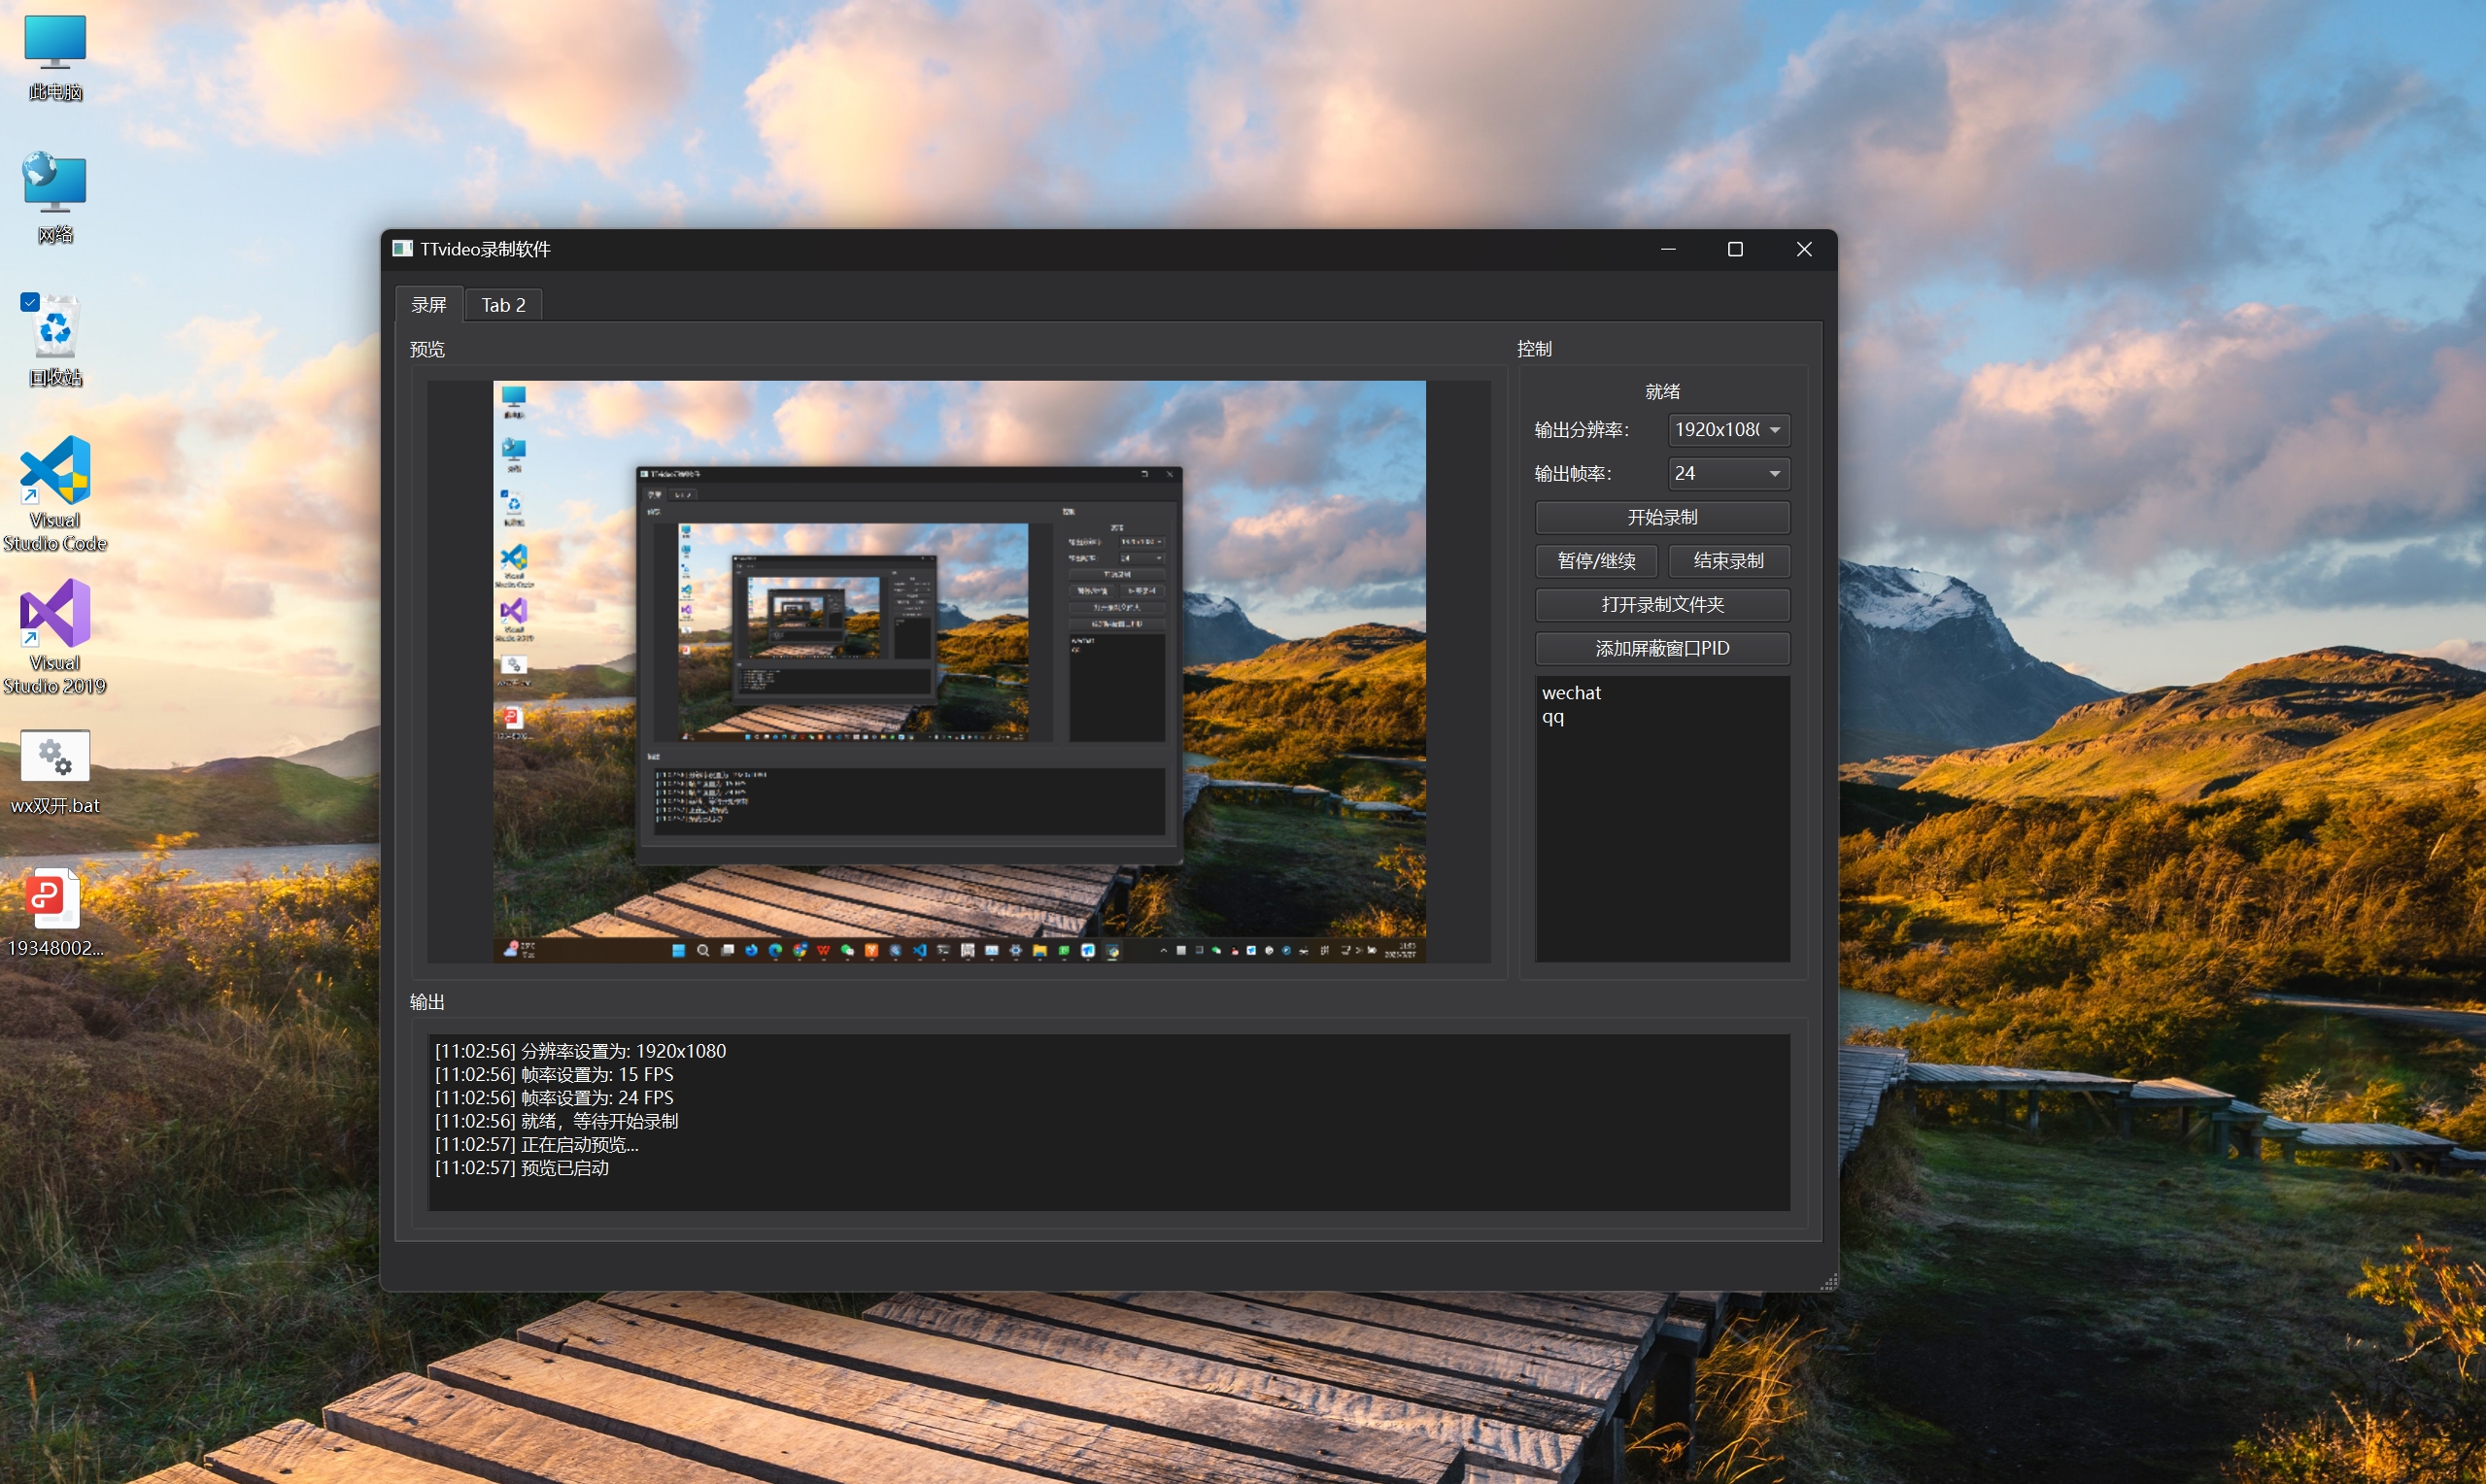 此电脑
网络
回收站
Visual
Studio Code
Visual
Studio 2019
wx双开.bat
19348002...
TTvideo录制软件
录屏
Tab 2
预览
控制
就绪
输出分辨率：
1920x108
输出帧率：
24
开始录制
暂停/继续
结束录制
打开录制文件夹
添加屏蔽窗口PID
wechat
qq
输出
[11:02:56] 分辨率设置为: 1920x1080
[11:02:56] 帧率设置为: 15 FPS
[11:02:56] 帧率设置为: 24 FPS
[11:02:56] 就绪，等待开始录制
[11:02:57] 正在启动预览...
[11:02:57] 预览已启动